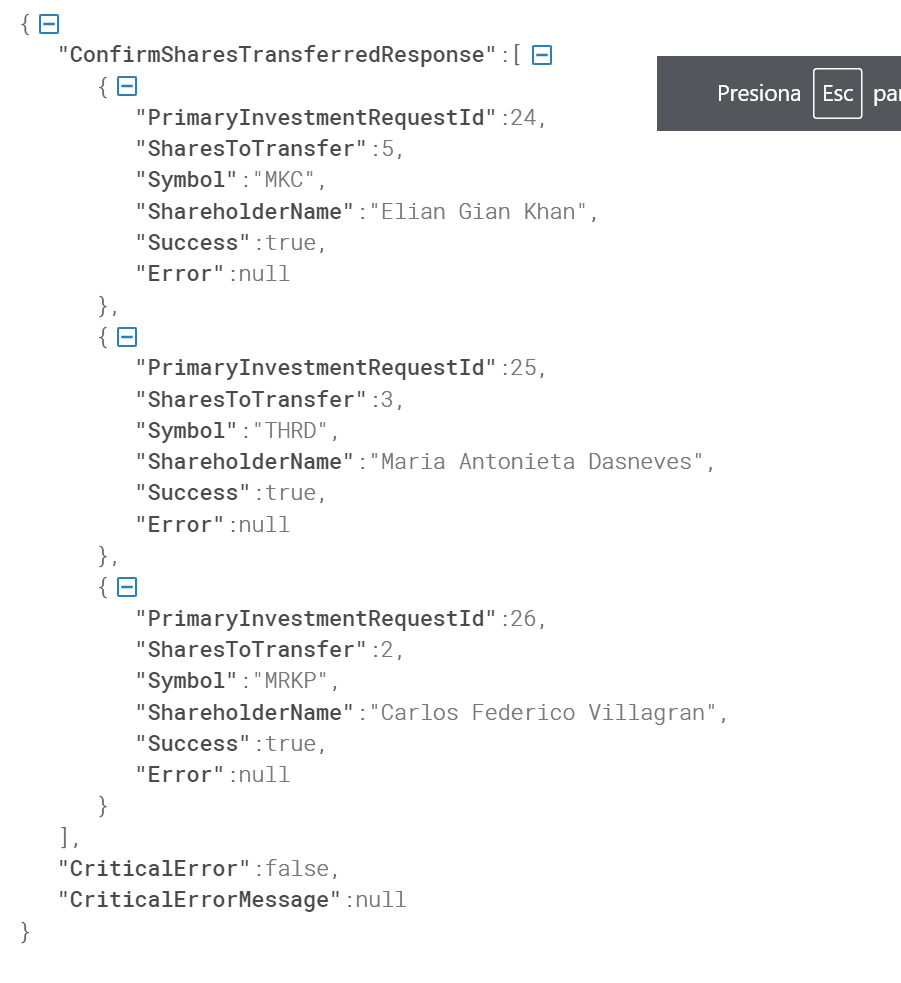 {
"ConfirmSharesTransferredResponse":[
{
"PrimaryInvestmentRequestId":24,
"SharesToTransfer":5,
"Symbol":"MKC",
"ShareholderName":"Elian Gian Khan",
"Success":true,
"Error":null
},
{
"PrimaryInvestmentRequestId":25,
"SharesToTransfer":3,
"Symbol":"THRD",
"ShareholderName":"Maria Antonieta Dasneves",
"Success":true,
"Error":null
},
{
"PrimaryInvestmentRequestId":26,
"SharesToTransfer":2,
"Symbol":"MRKP",
"ShareholderName":"Carlos Federico Villagran",
"Success":true,
"Error":null
}
],
"CriticalError":false,
"CriticalErrorMessage":null
}
Presiona Esc